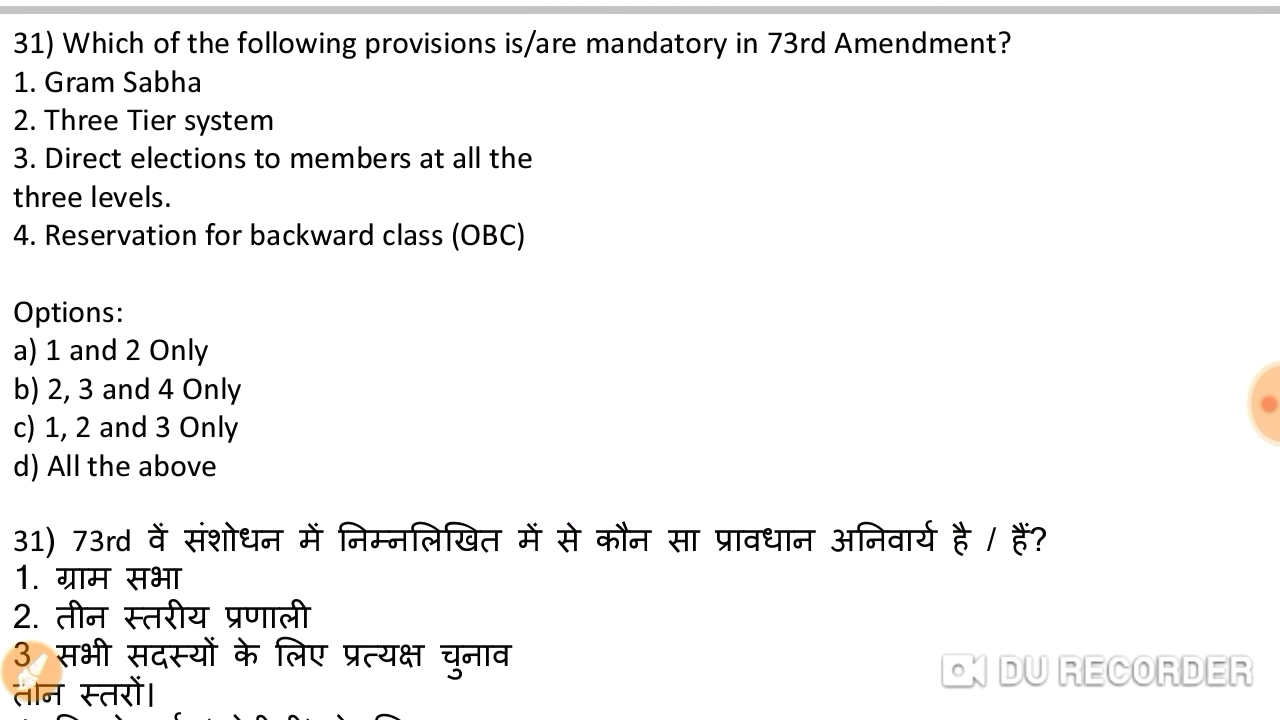 31) Which of the following provisions is/are mandatory in 73rd Amendment?
1. Gram Sabha
2. Three Tier system
3. Direct elections to members at all the
three levels.
4. Reservation for backward class (OBC)
Options:
a) 1 and 2 Only
b) 2, 3 and 4 Only
c) 1, 2 and 3 Only
d) All the above
31) 73rd वें संशोधन में निम्नलिखित में से कौन सा प्रावधान अनिवार्य है / हैं?
1. ग्राम सभा
2. तीन स्तरीय प्रणाली
3 सभी सदस्यों के लिए प्रत्यक्ष चुनाव
तीन स्तरों।
DU RECORDER